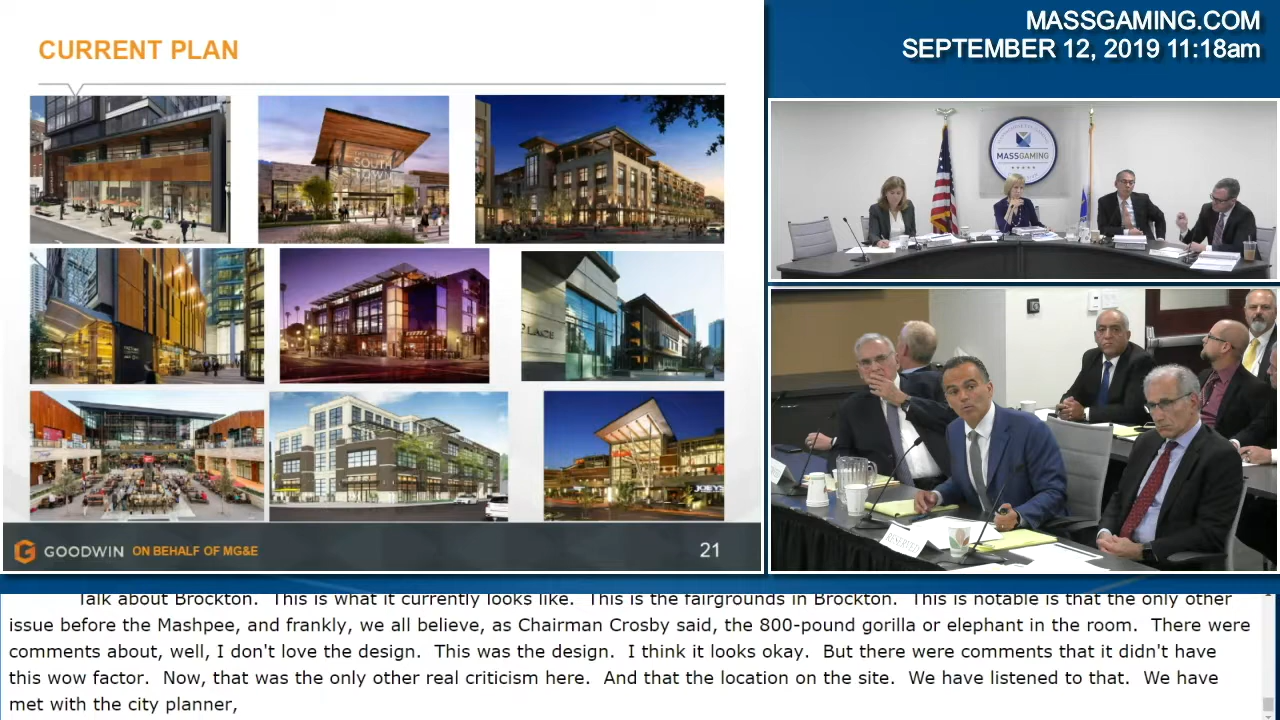 MASSGAMING.COM
SEPTEMBER 12, 2019 11:18am
CURRENT PLAN
SOUTH
TOWN
PLACE
MASSGAMING
RESERVED
GOODWIN ON BEHALF OF MG&E
21
Talk about Brockton. This is what it currently looks like. This is the fairgrounds in Brockton. This is notable is that the only other
issue before the Mashpee, and frankly, we all believe, as Chairman Crosby said, the 800-pound gorilla or elephant in the room. There were
comments about, well, I don't love the design. This was the design. I think it looks okay. But there were comments that it didn't have
this wow factor. Now, that was the only other real criticism here. And that the location on the site. We have listened to that. We have
met with the city planner,